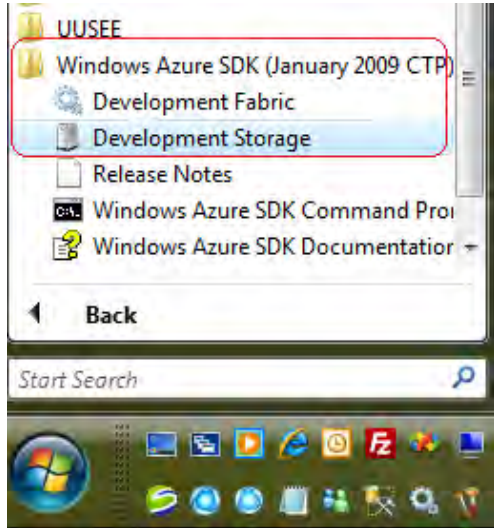 UUSEE
Windows Azure SDK (January 2009 CTP)
Development Fabric
Development Storage
Release Notes
Windows Azure SDK Command Pro
Windows Azure SDK Documentation
Back
Start Search